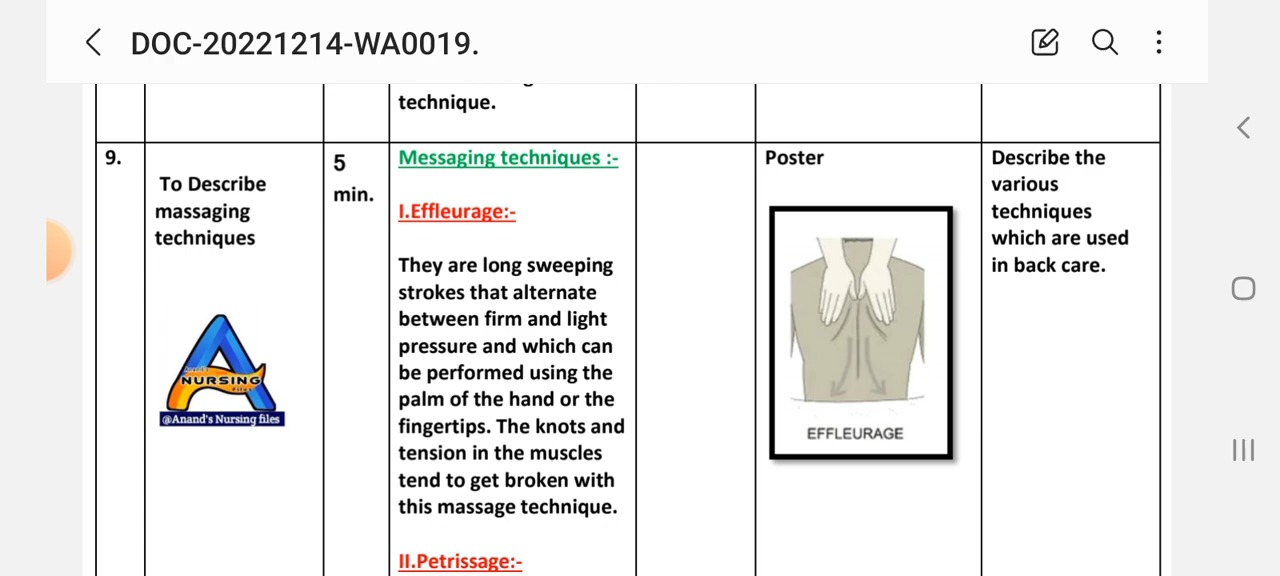 DOC-20221214-WA0019.
technique.
9.
To Describe
massaging
techniques
NURSING
@Anand's Nursing files
5
min.
Messaging techniques :-
I.Effleurage:-
They are long sweeping
strokes that alternate
between firm and light
pressure and which can
be performed using the
palm of the hand or the
fingertips. The knots and
tension in the muscles
tend to get broken with
this massage technique.
II.Petrissage:-
Poster
EFFLEURAGE
Describe the
various
techniques
which are used
in back care.